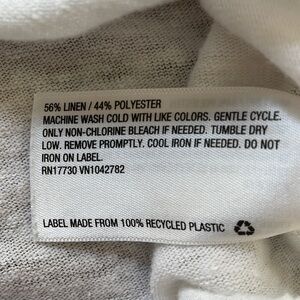 56% LINEN / 44% POLYESTER
MACHINE WASH COLD WITH LIKE COLORS. GENTLE CYCLE.
ONLY NON-CHLORINE BLEACH IF NEEDED. TUMBLE DRY
LOW. REMOVE PROMPTLY. COOL IRON IF NEEDED. DO NOT
IRON ON LABEL.
RN17730 VN1042782
LABEL MADE FROM 100% RECYCLED PLASTIC